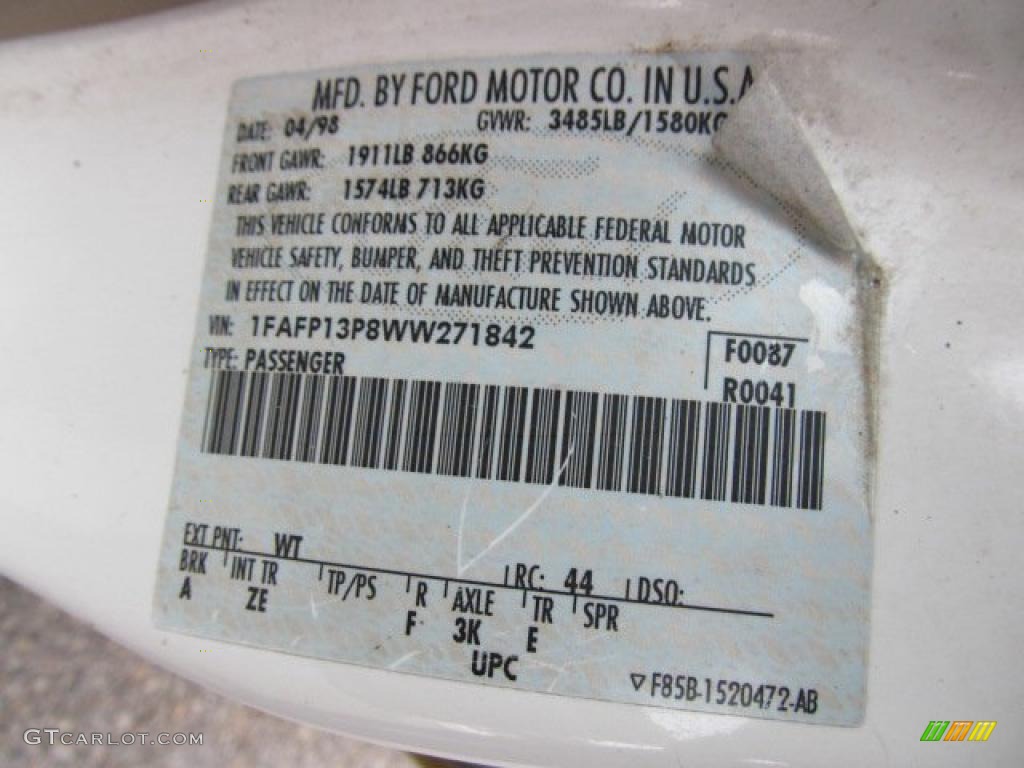 MFD. BY FORD MOTOR CO. IN U.S.A
DATE: 04/98 GVWR: 3485LB/1580KG
FRONT GAWR: 1911LB 866KG
REAR GAWR: 1574LB 713KG
THIS VEHICLE CONFORMS TO ALL APPLICABLE FEDERAL MOTOR
VEHICLE SAFETY, BUMPER, AND THEFT PREVENTION STANDARDS
IN EFFECT ON THE DATE OF MANUFACTURE SHOWN ABOVE.
VIN: 1FAFP13P8WW271842
F0087
TYPE: PASSENGER
R0041
EXT PNT: WT
RC: 44 DSO:
BRK INT TR TP/PS R AXLE TR SPR
A ZE F 3K E
UPC
▽F85B-1520472-AB
GTCARLOT.COM